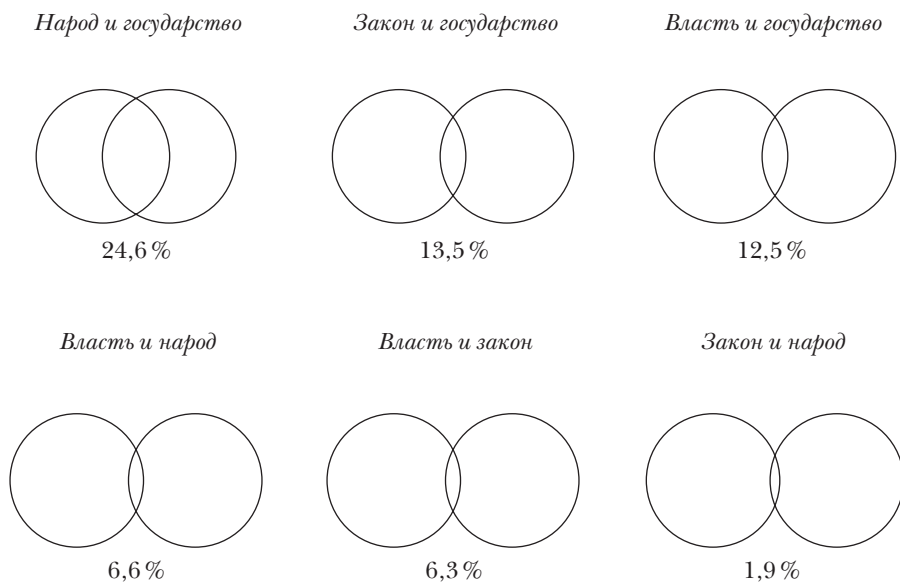 Народ и государство Закон и государство Власть и государство
24,6 % 13,5 % 12,5 %
Власть и народ Власть и закон Закон и народ
6,6 % 6,3 % 1,9 %